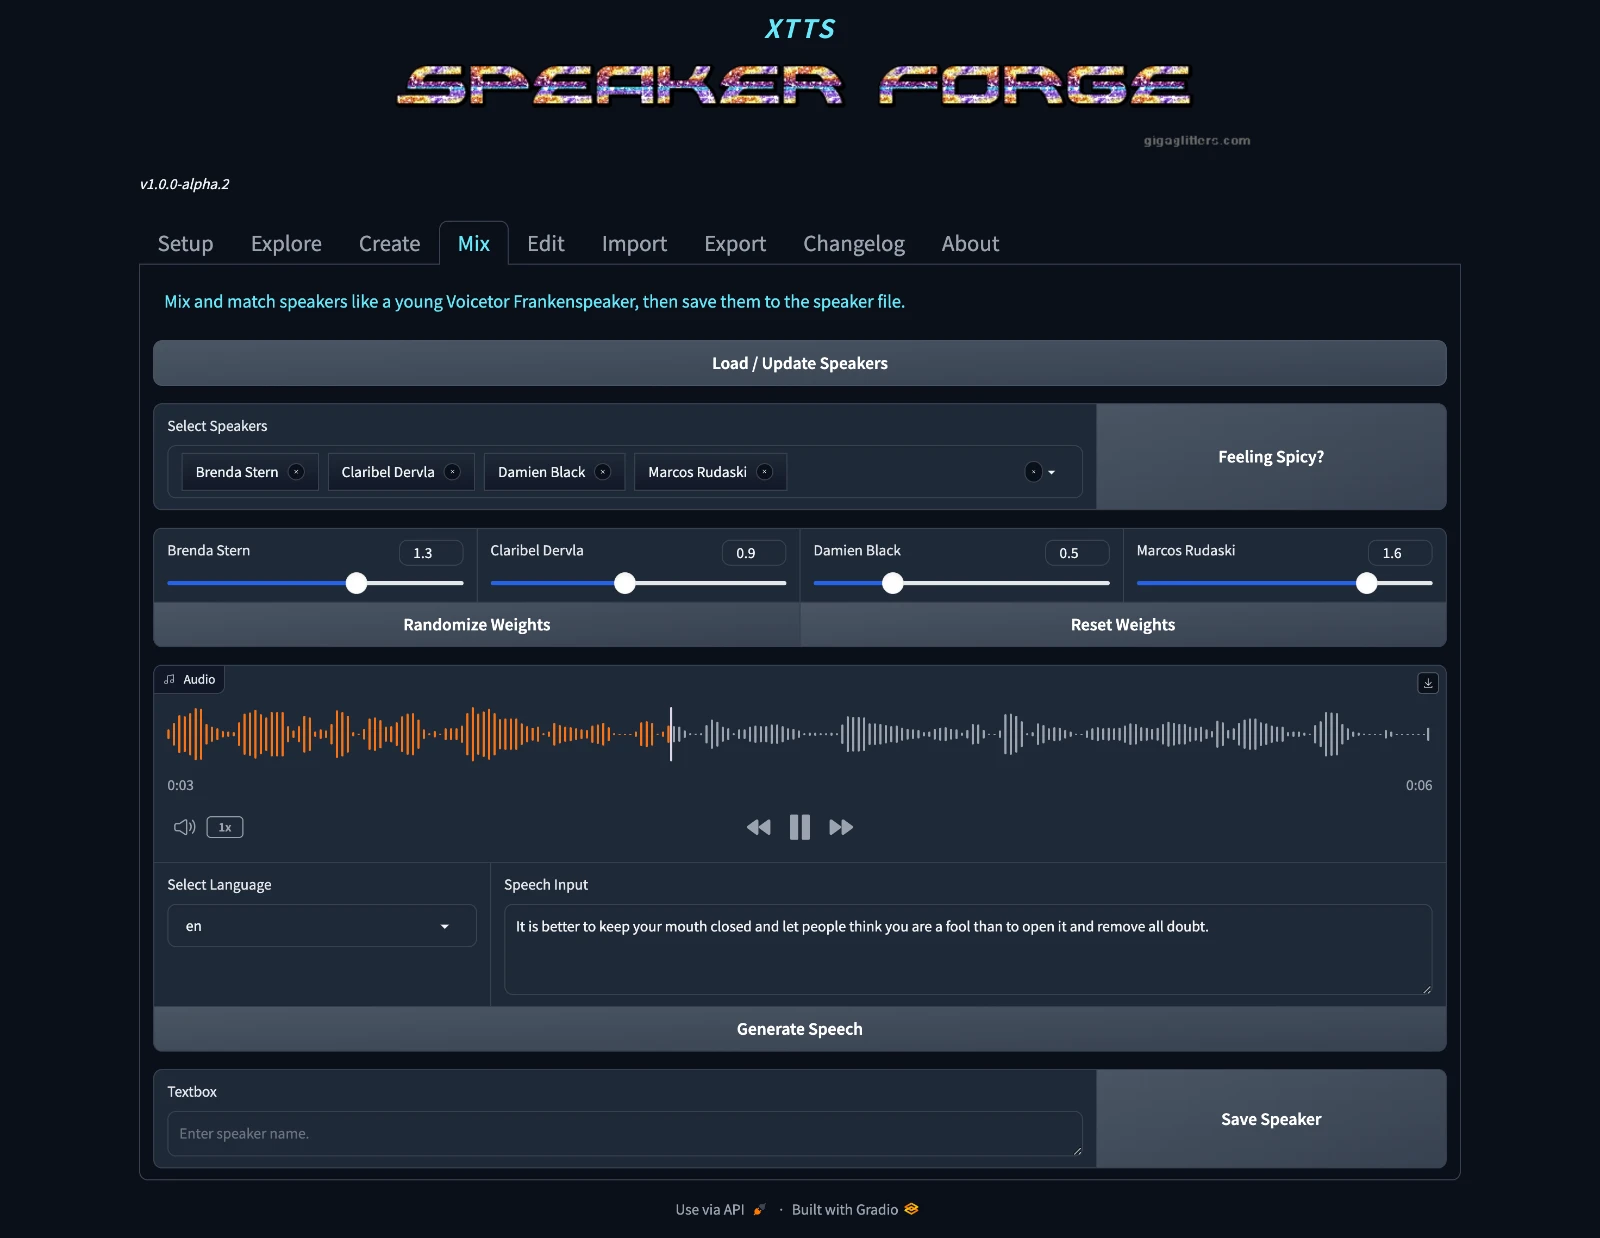 XTTS
SPEAKER FORGE
gigaglitters.com
v1.0.0-alpha.2
Setup Explore Create Mix Edit Import Export Changelog About
Mix and match speakers like a young Voicetor Frankenspeaker, then save them to the speaker file.
Load / Update Speakers
Select Speakers
Brenda Stern × Claribel Dervla × Damien Black × Marcos Rudaski × ×
Feeling Spicy?
Brenda Stern 1.3 Claribel Dervla 0.9 Damien Black 0.5 Marcos Rudaski 1.6
Randomize Weights Reset Weights
Audio
0:03 0:06
1x
Select Language
en
Speech Input
It is better to keep your mouth closed and let people think you are a fool than to open it and remove all doubt.
Generate Speech
Textbox
Enter speaker name.
Save Speaker
Use via API · Built with Gradio